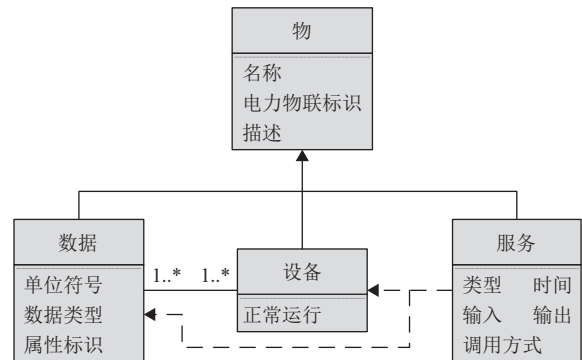 物
名称
电力物联标识
描述
数据
单位符号
数据类型
属性标识
1..* 1..*
设备
正常运行
服务
类型 时间
输入 输出
调用方式